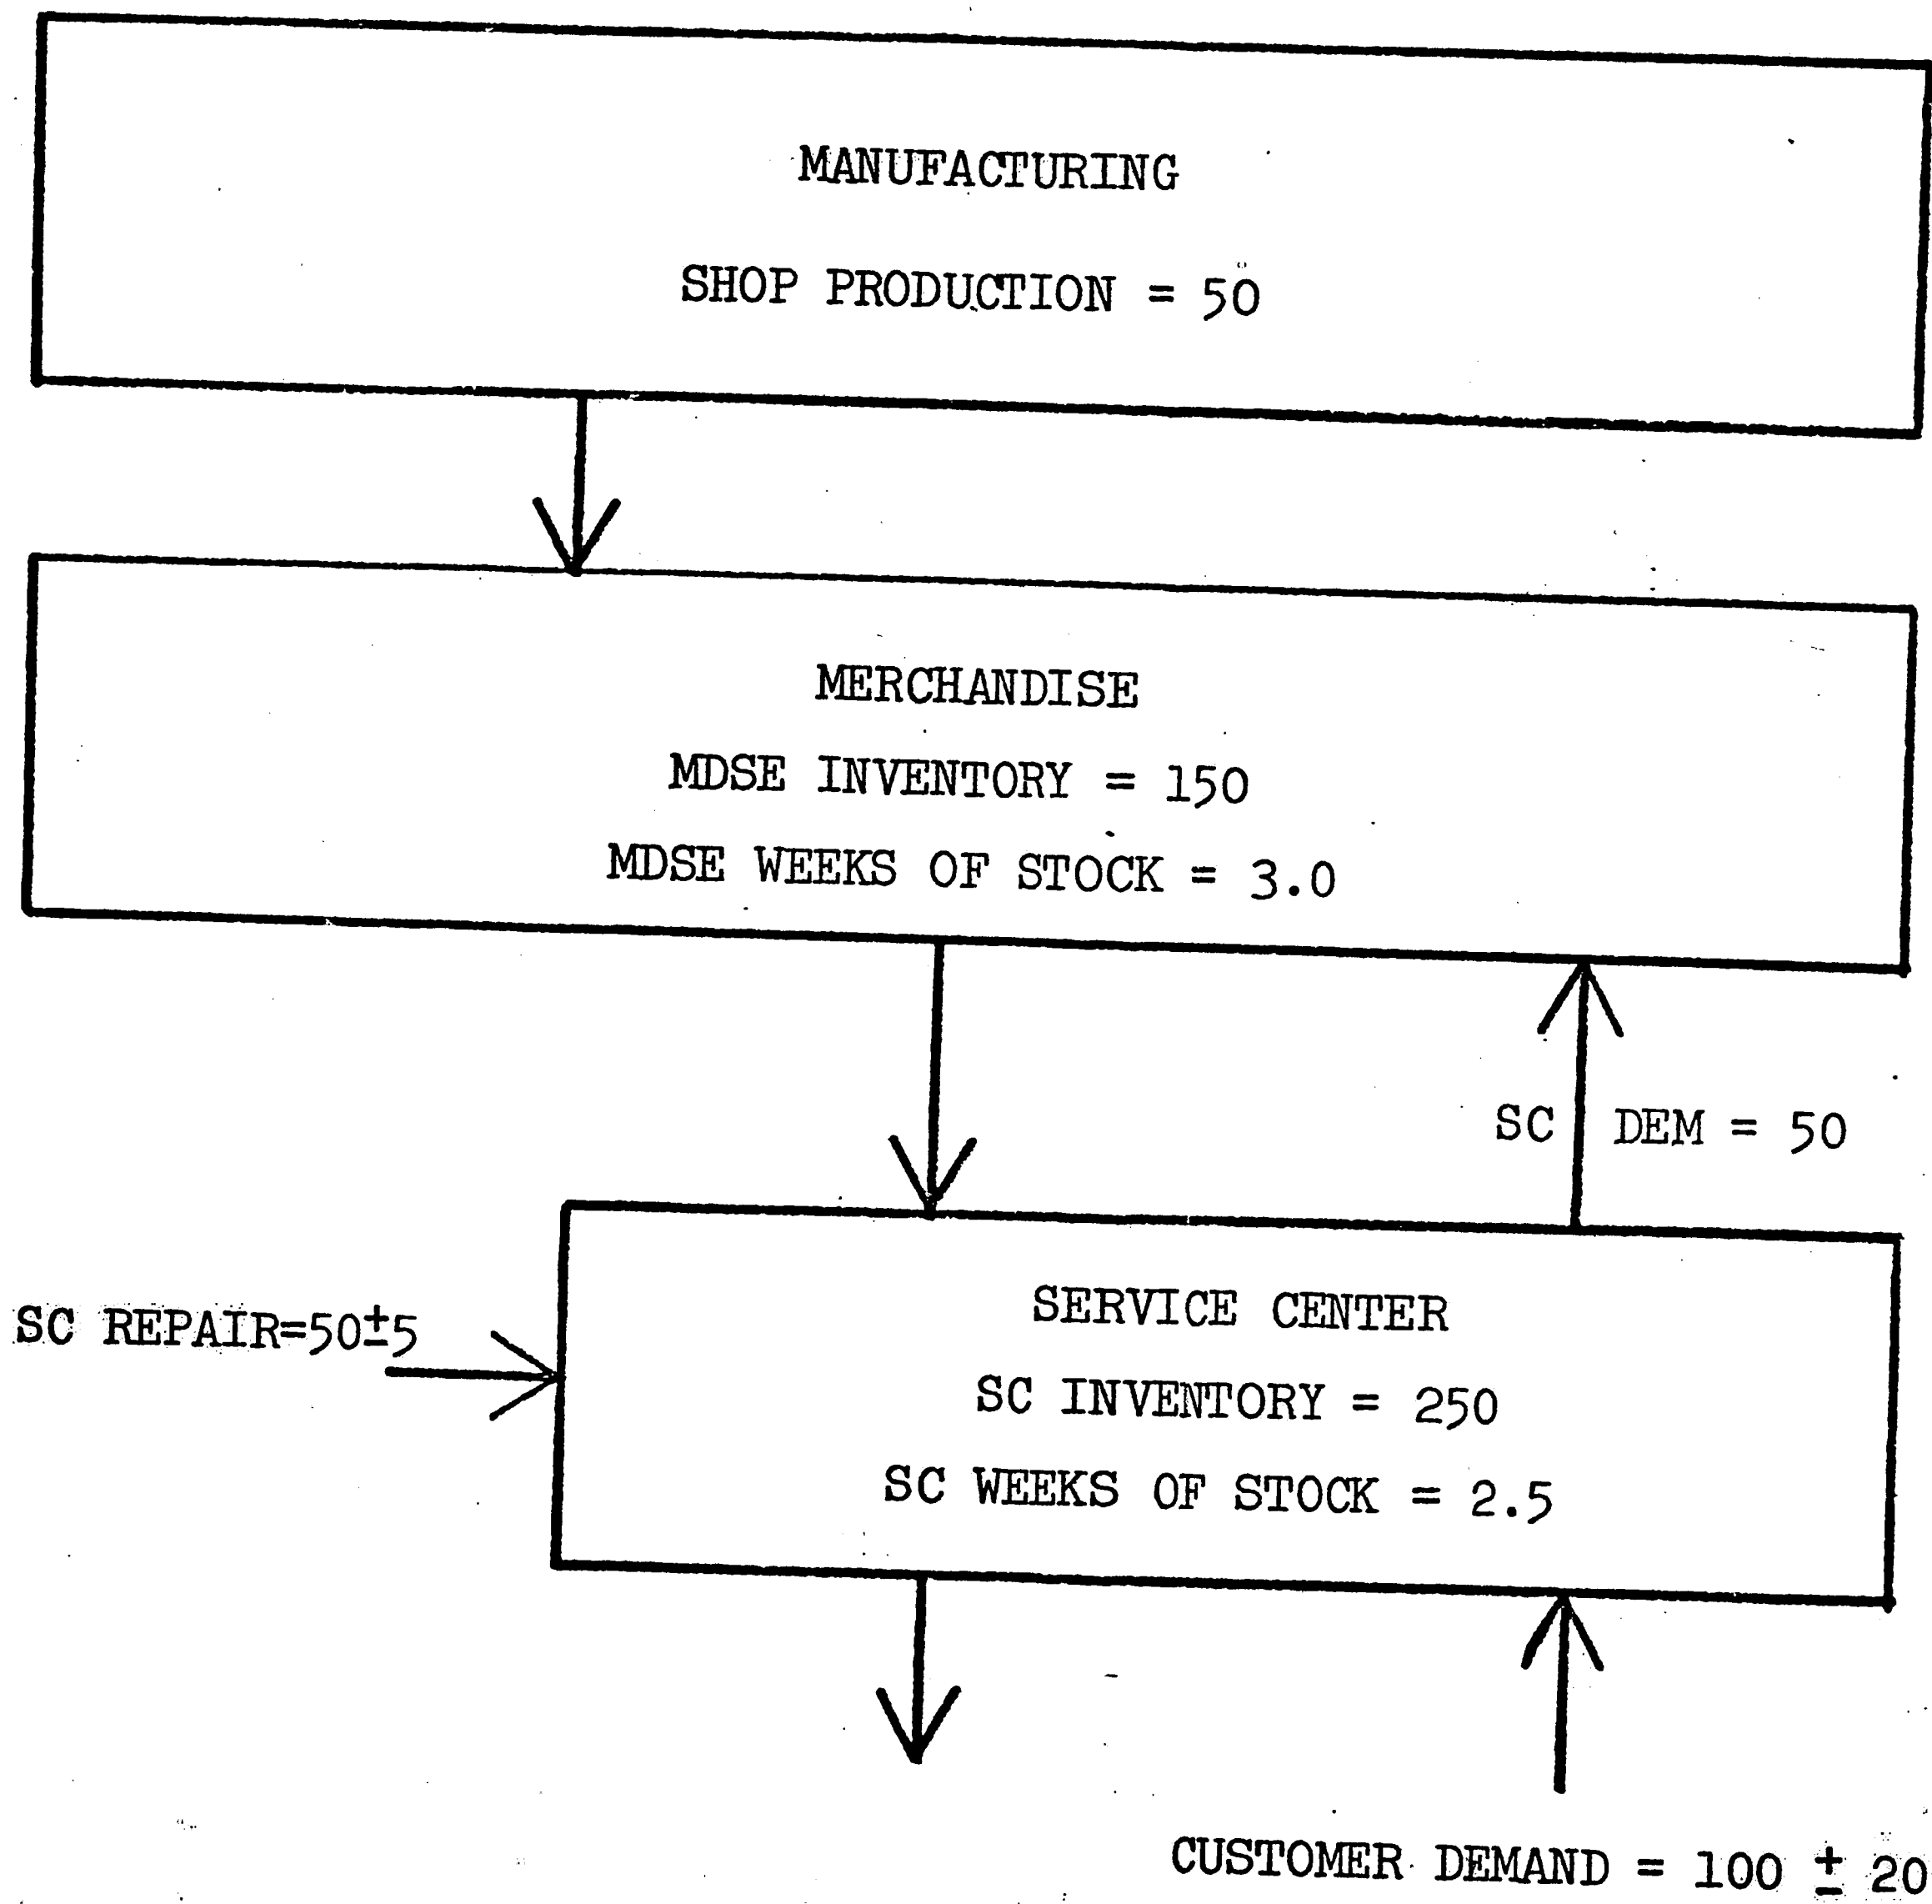 MANUFACTURING
SHOP PRODUCTION = 50
MERCHANDISE
MDSE INVENTORY = 150
MDSE WEEKS OF STOCK = 3.0
SC DEM = 50
SERVICE CENTER
SC REPAIR=50±5
SC INVENTORY = 250
SC WEEKS OF STOCK = 2.5
CUSTOMER DEMAND = 100 ± 20